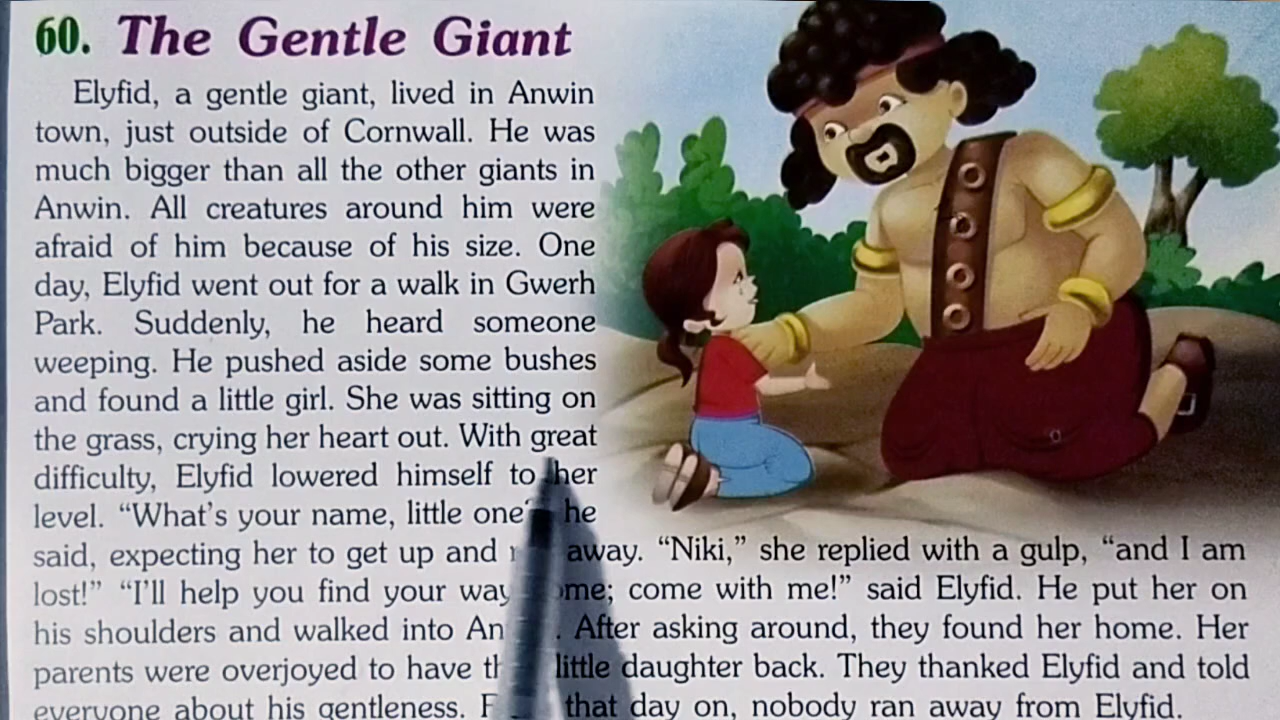 60. The Gentle Giant
Elyfid, a gentle giant, lived in Anwin
town, just outside of Cornwall. He was
much bigger than all the other giants in
Anwin. All creatures around him were
afraid of him because of his size. One
day, Elyfid went out for a walk in Gwerh
Park. Suddenly, he heard someone
weeping. He pushed aside some bushes
and found a little girl. She was sitting on
the grass, crying her heart out. With great
difficulty, Elyfid lowered himself to her
level. “What's your name, little one he
said, expecting her to get up and away. “Niki,” she replied with a gulp, “and I am
lost!” “I'll help you find your way come with me!” said Elyfid. He put her on
his shoulders and walked into After asking around, they found her home. Her
parents were overjoyed to have little daughter back. They thanked Elyfid and told
everyone about his gentleness. that day on, nobody ran away from Elyfid.